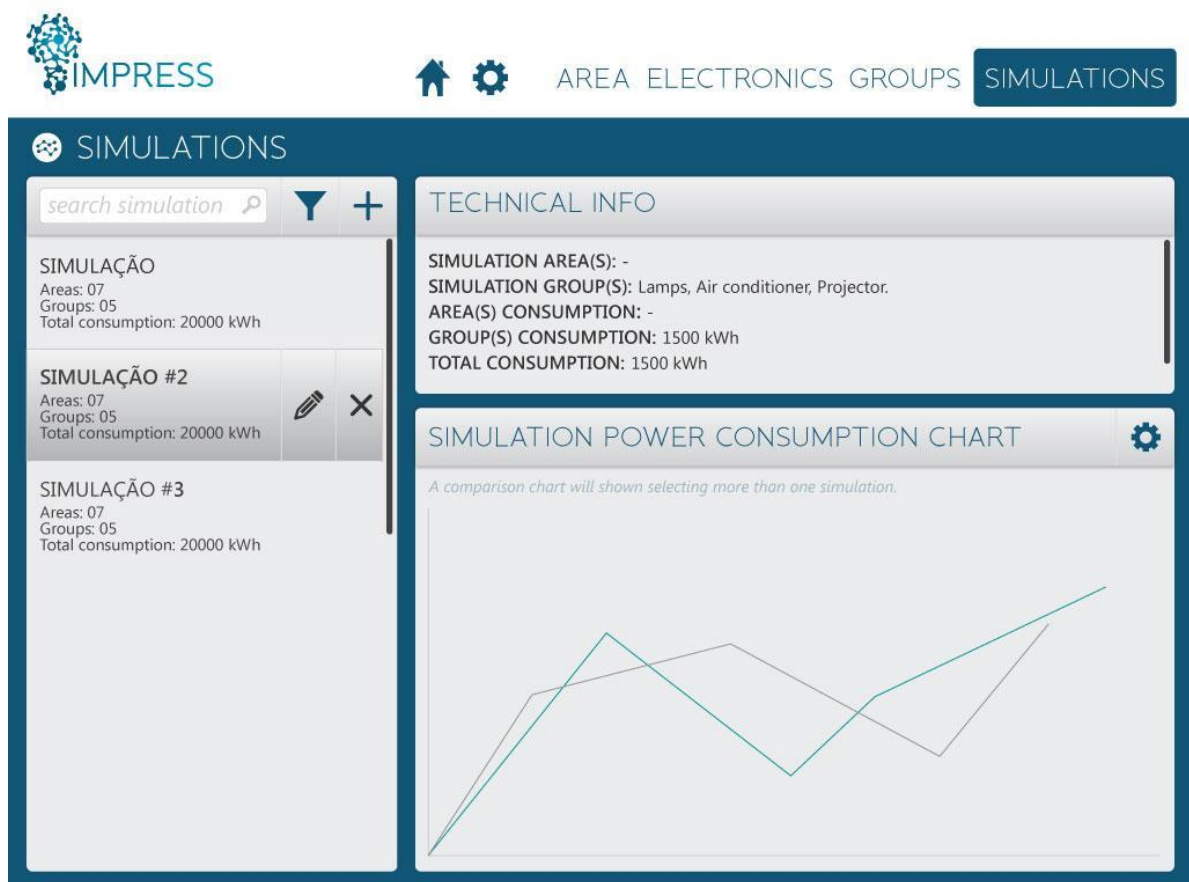 IMPRESS
AREA ELECTRONICS GROUPS SIMULATIONS
SIMULATIONS
search simulation
SIMULAÇÃO
Areas: 07
Groups: 05
Total consumption: 20000 kWh
SIMULAÇÃO #2
Areas: 07
Groups: 05
Total consumption: 20000 kWh
SIMULAÇÃO #3
Areas: 07
Groups: 05
Total consumption: 20000 kWh
TECHNICAL INFO
SIMULATION AREA(S): -
SIMULATION GROUP(S): Lamps, Air conditioner, Projector.
AREA(S) CONSUMPTION: -
GROUP(S) CONSUMPTION: 1500 kWh
TOTAL CONSUMPTION: 1500 kWh
SIMULATION POWER CONSUMPTION CHART
A comparison chart will shown selecting more than one simulation.